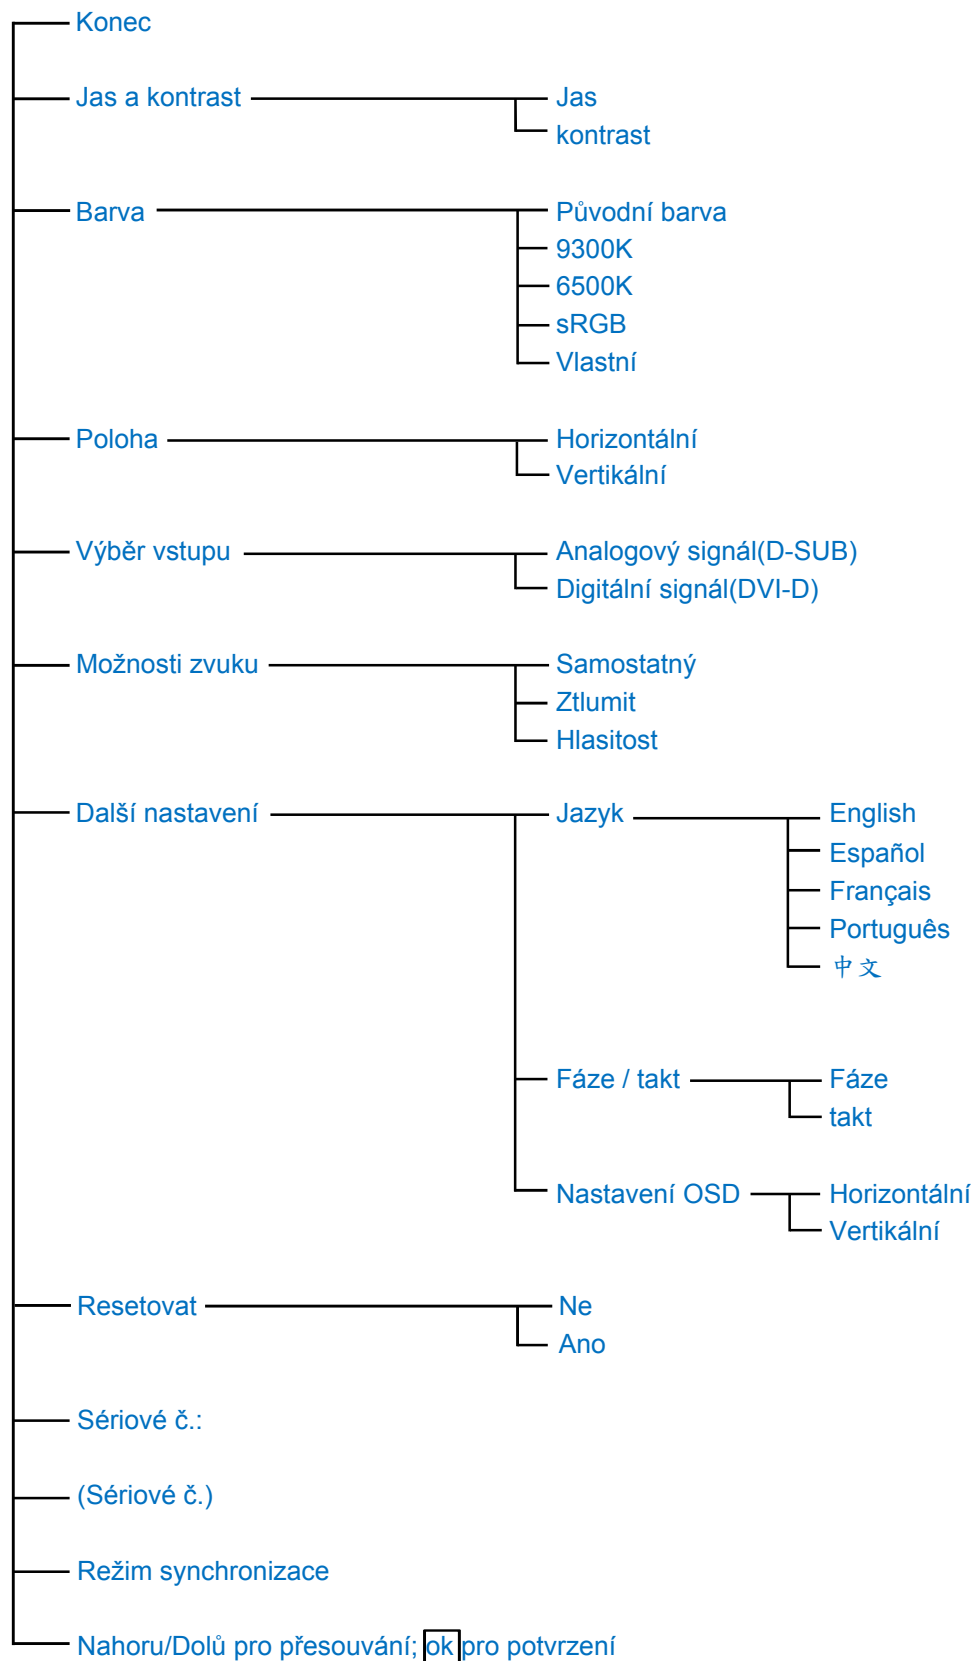 Konec
Jas a kontrast
Jas
kontrast
Barva
Původní barva
9300K
6500K
sRGB
Vlastní
Poloha
Horizontální
Vertikální
Výběr vstupu
Analogový signál(D-SUB)
Digitální signál(DVI-D)
Možnosti zvuku
Samostatný
Ztlumit
Hlasitost
Další nastavení
Jazyk
English
Español
Français
Português
中文
Fáze / takt
Fáze
takt
Nastavení OSD
Horizontální
Vertikální
Resetovat
Ne
Ano
Sériové č.:
(Sériové č.)
Režim synchronizace
Nahoru/Dolů pro přesouvání; ok pro potvrzení